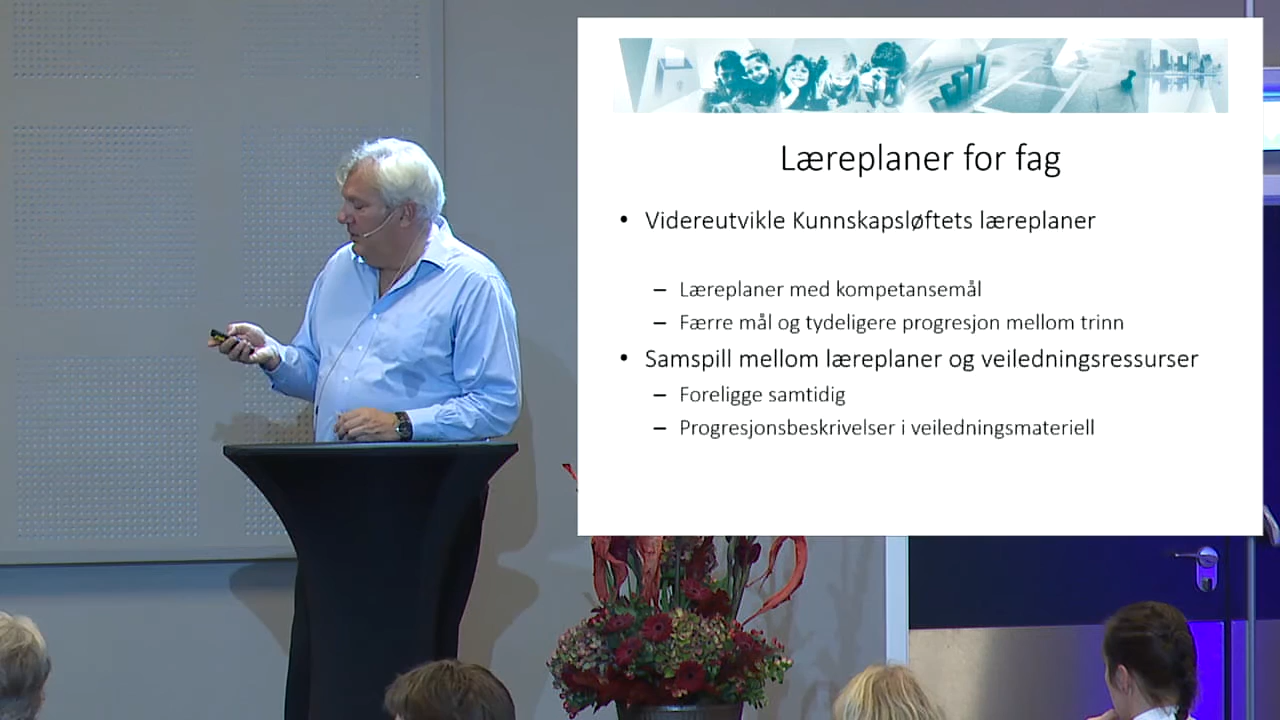 Læreplaner for fag
• Videreutvikle Kunnskapsløftets læreplaner
– Læreplaner med kompetansemål
– Færre mål og tydeligere progresjon mellom trinn
• Samspill mellom læreplaner og veiledningsressurser
– Foreligge samtidig
– Progresjonsbeskrivelser i veiledningsmateriell